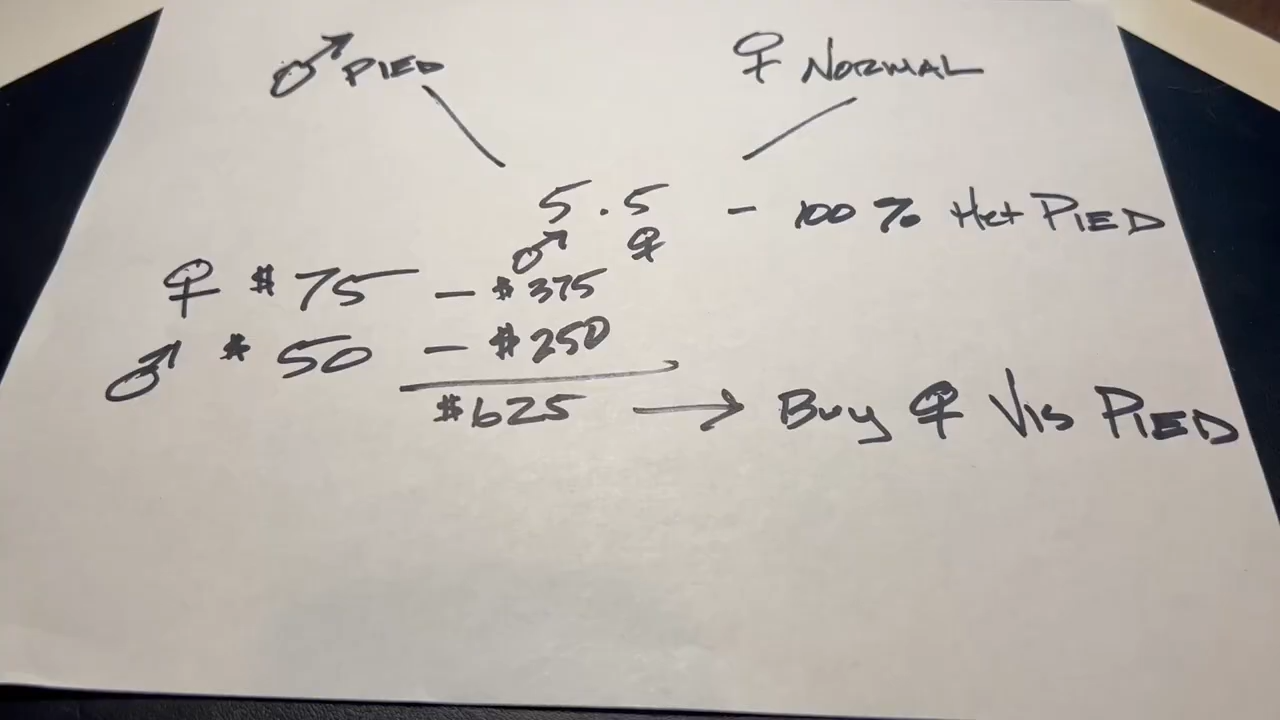 ♂ PIED ♀ NORMAL
5.5 - 100% Het PIED
♂ ♀
♀ $75 - $375
♂ $50 - $250
$625 → Buy ♀ Vis PIED